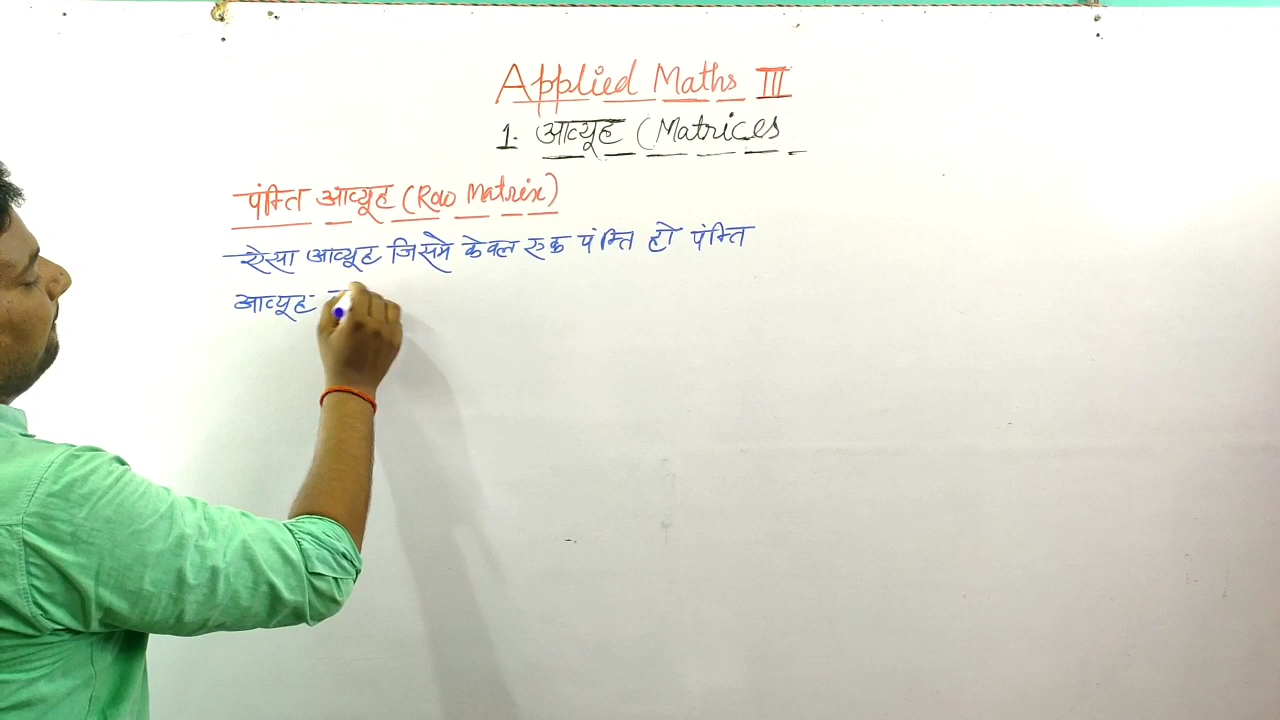 Applied Maths III
1. आव्यूह (Matrices
पंक्ति आव्यूह (Row Matrix)
ऐसा आव्यूह जिसमे केवल एक पंक्ति हो पंक्ति
आव्यूह